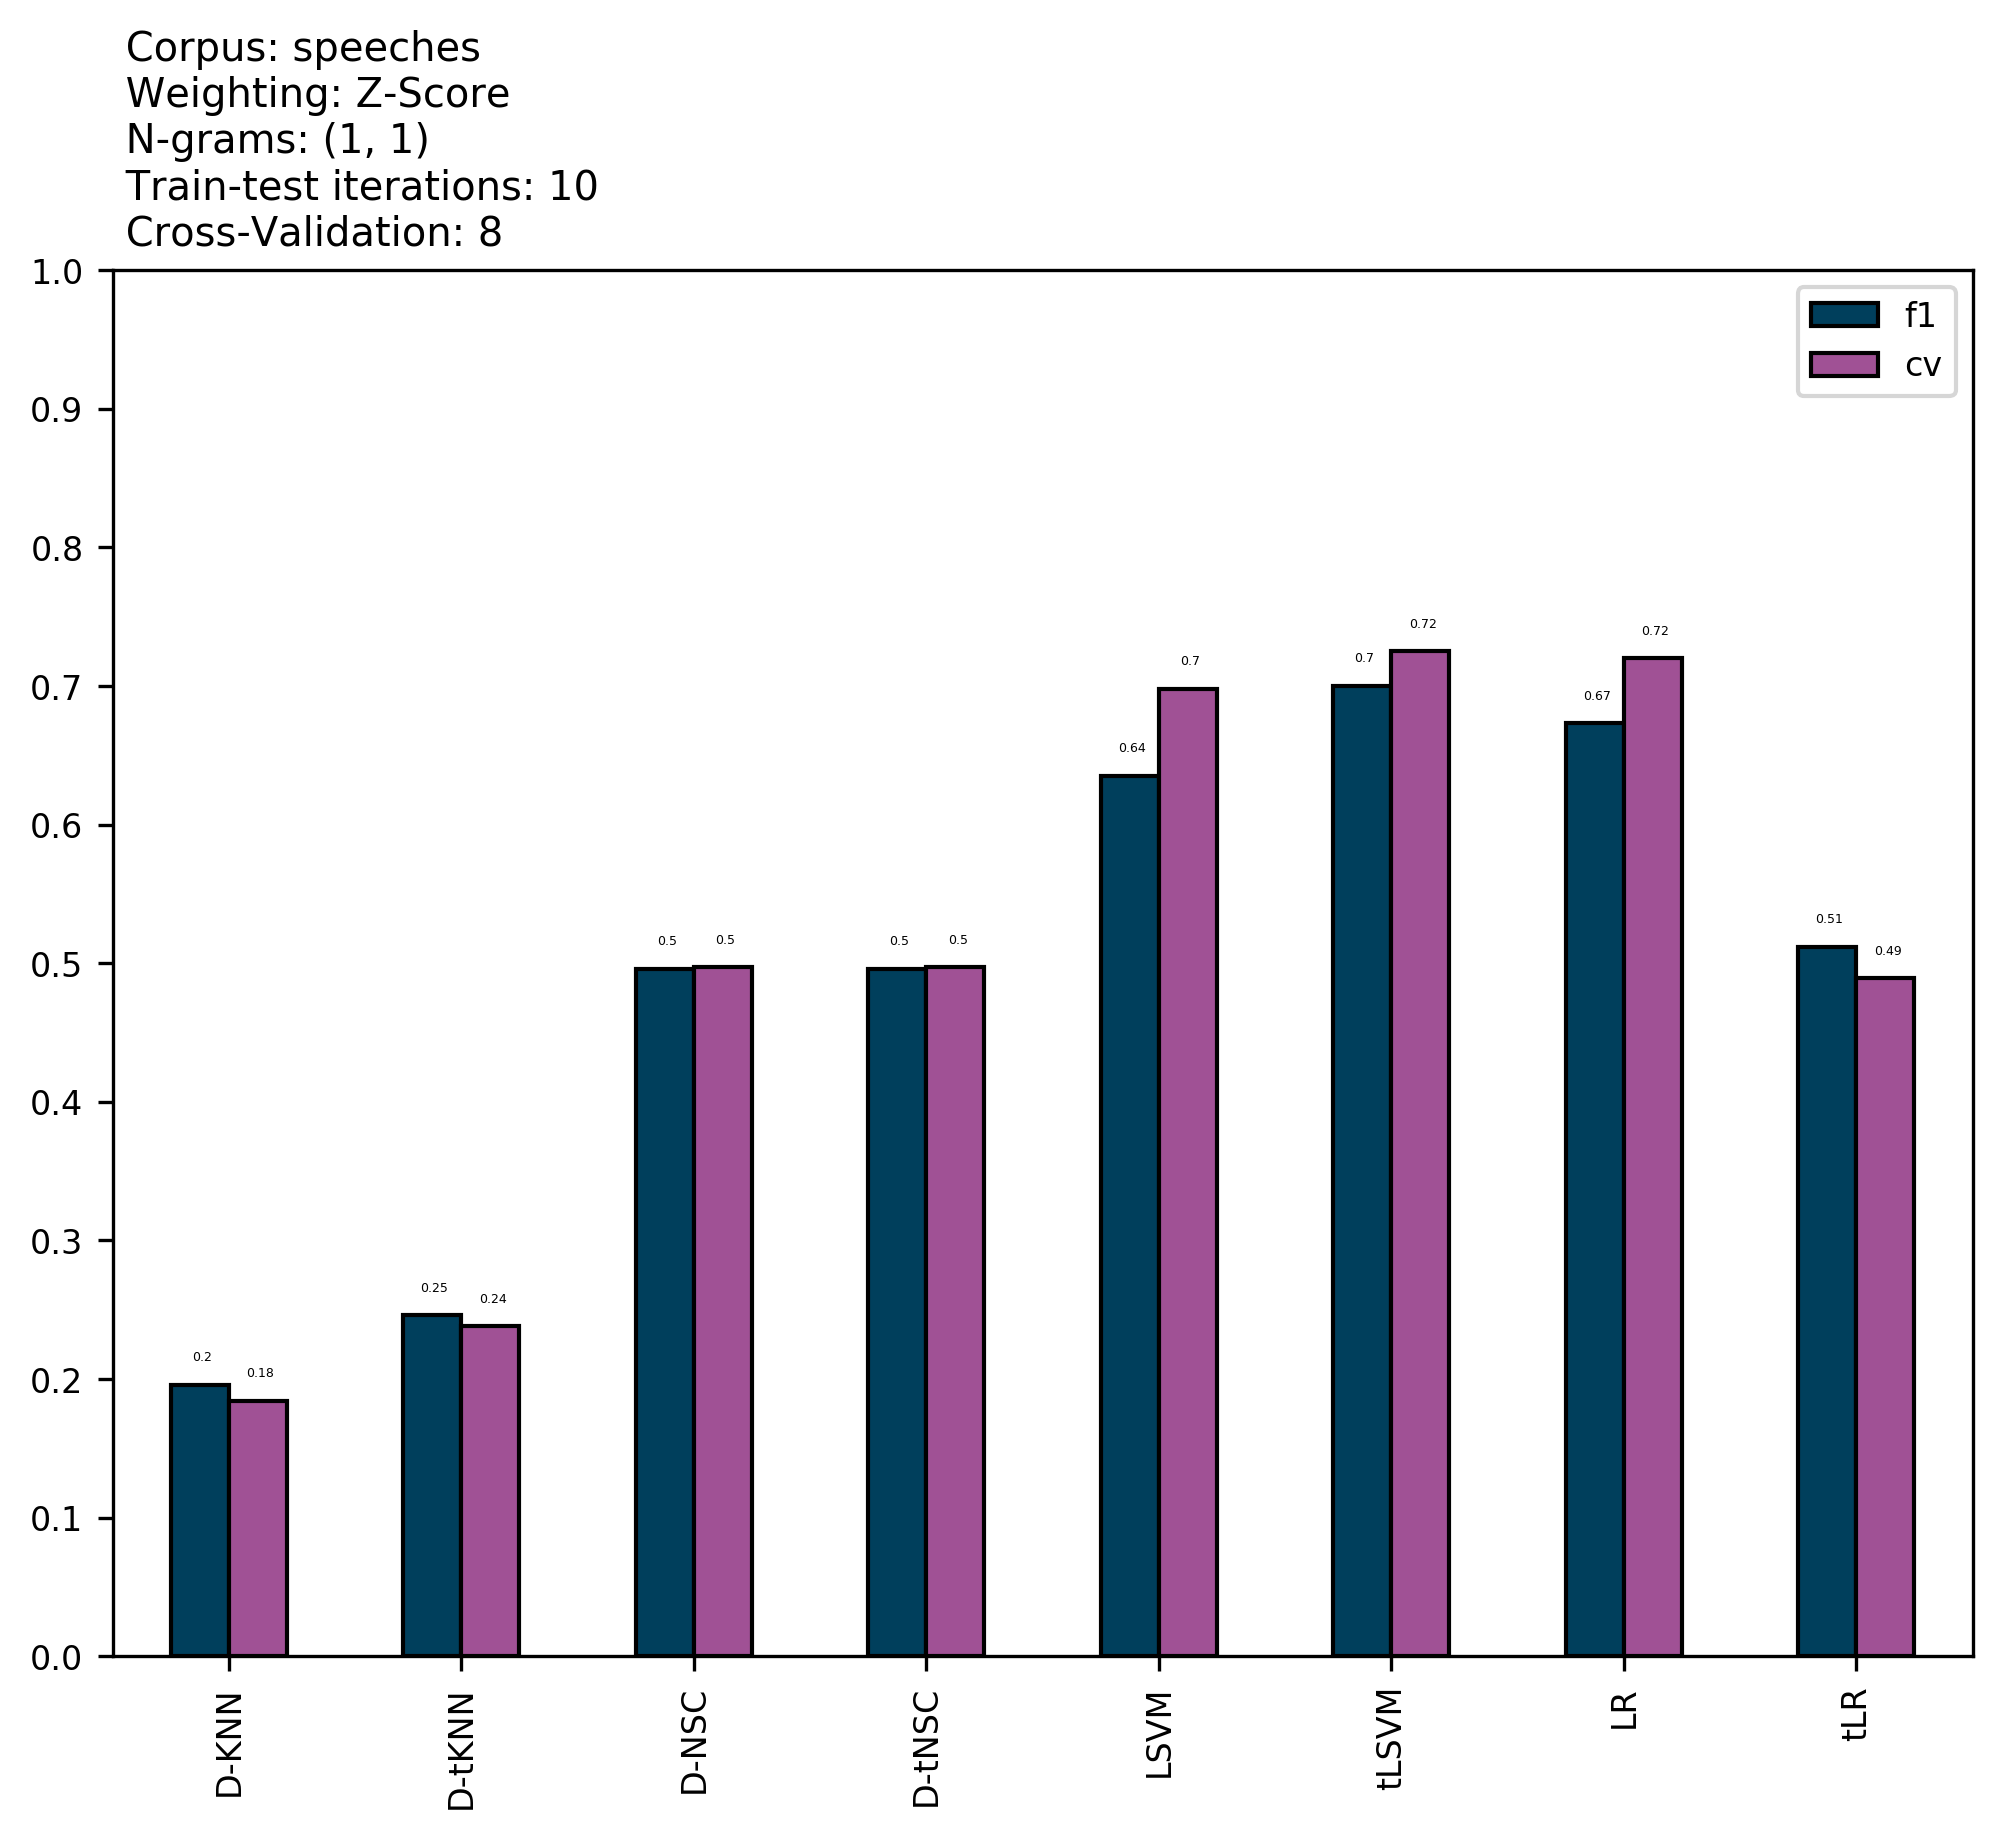 Corpus: speeches
Weighting: Z-Score
N-grams: (1, 1)
Train-test iterations: 10
Cross-Validation: 8
1.0
0.9
0.8
0.7
0.6
0.5
0.4
0.3
0.2
0.1
0.0
f1
cv
0.2
0.18
0.25
0.24
0.5
0.5
0.5
0.5
0.64
0.7
0.7
0.72
0.67
0.72
0.51
0.49
D-KNN
D-tKNN
D-NSC
D-tNSC
LSVM
tLSVM
LR
tLR